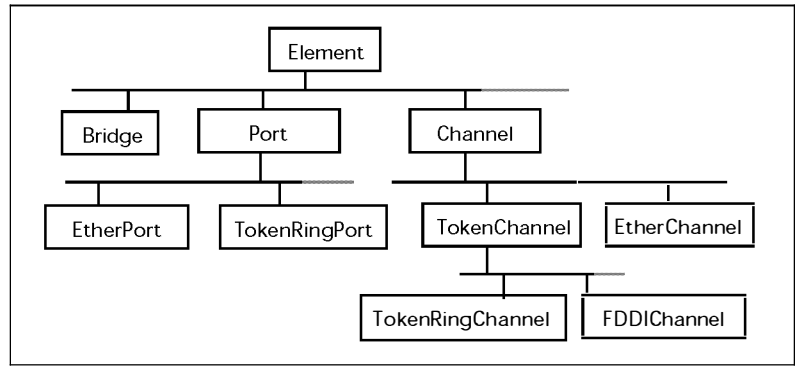 Element
Bridge
Port
Channel
EtherPort
TokenRingPort
TokenChannel
EtherChannel
TokenRingChannel
FDDIChannel